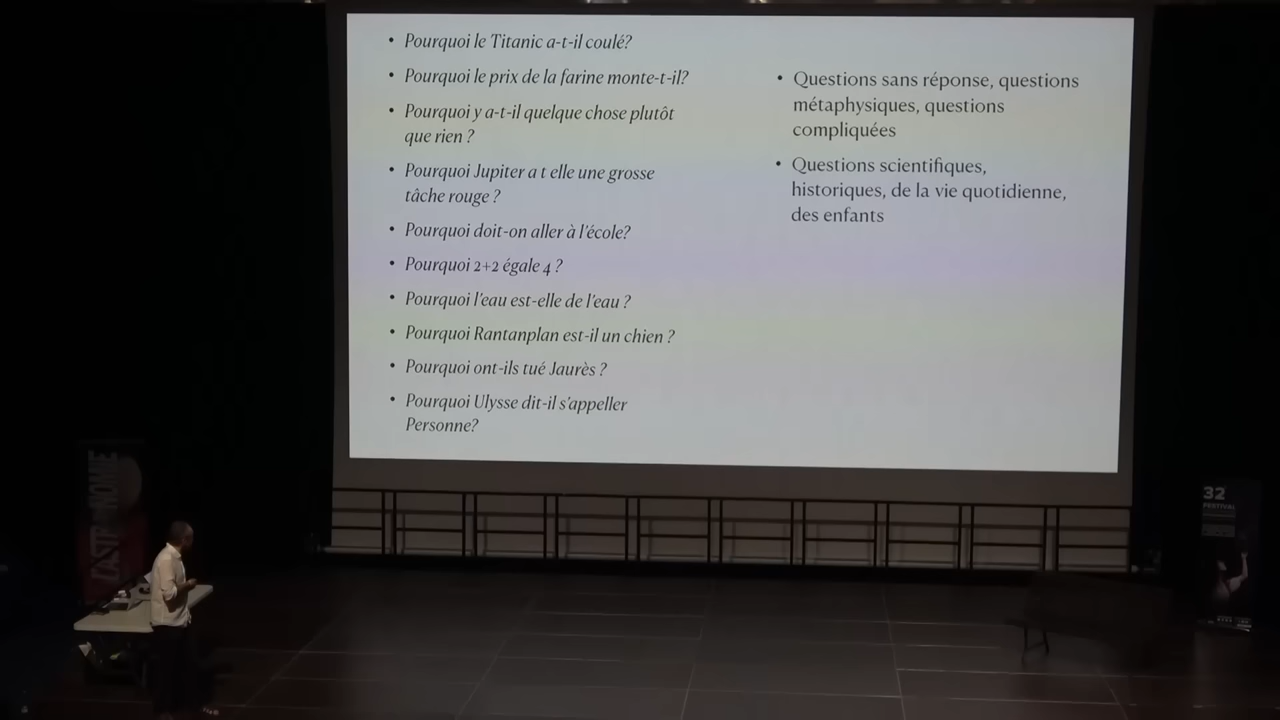 • Pourquoi le Titanic a-t-il coulé?
• Pourquoi le prix de la farine monte-t-il?
• Pourquoi y a-t-il quelque chose plutôt
que rien ?
• Pourquoi Jupiter a t elle une grosse
tâche rouge ?
• Pourquoi doit-on aller à l'école?
• Pourquoi 2+2 égale 4 ?
• Pourquoi l'eau est-elle de l'eau ?
• Pourquoi Rantanplan est-il un chien ?
• Pourquoi ont-ils tué Jaurès ?
• Pourquoi Ulysse dit-il s'appeller
Personne?
• Questions sans réponse, questions
métaphysiques, questions
compliquées
• Questions scientifiques,
historiques, de la vie quotidienne,
des enfants
l'ASTRONOMIE
32
FESTIVAL